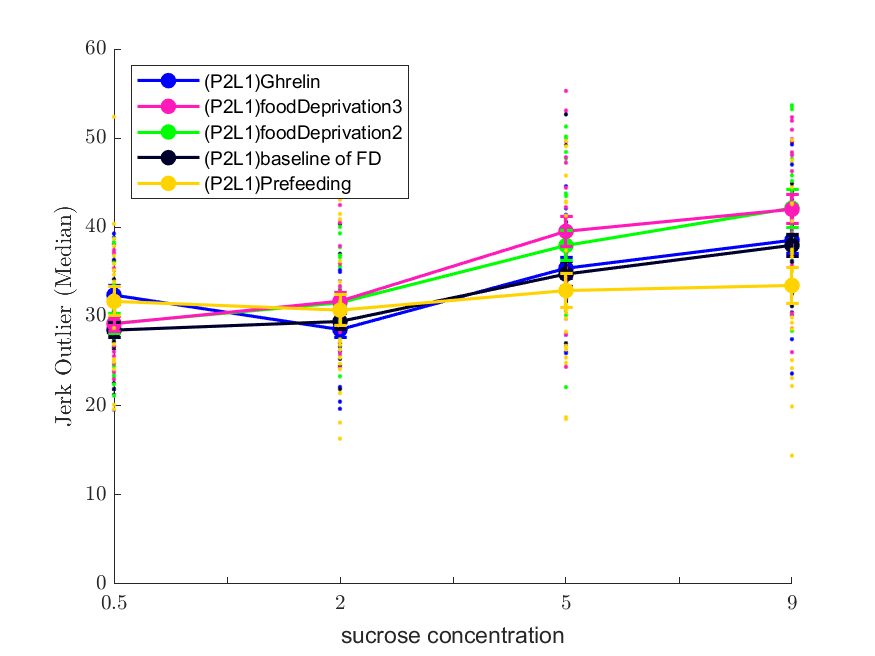 60
50
40
30
20
10
0
Jerk Outlier (Median)
(P2L1)Ghrelin
(P2L1)foodDeprivation3
(P2L1)foodDeprivation2
(P2L1)baseline of FD
(P2L1)Prefeeding
0.5 2 5 9
sucrose concentration